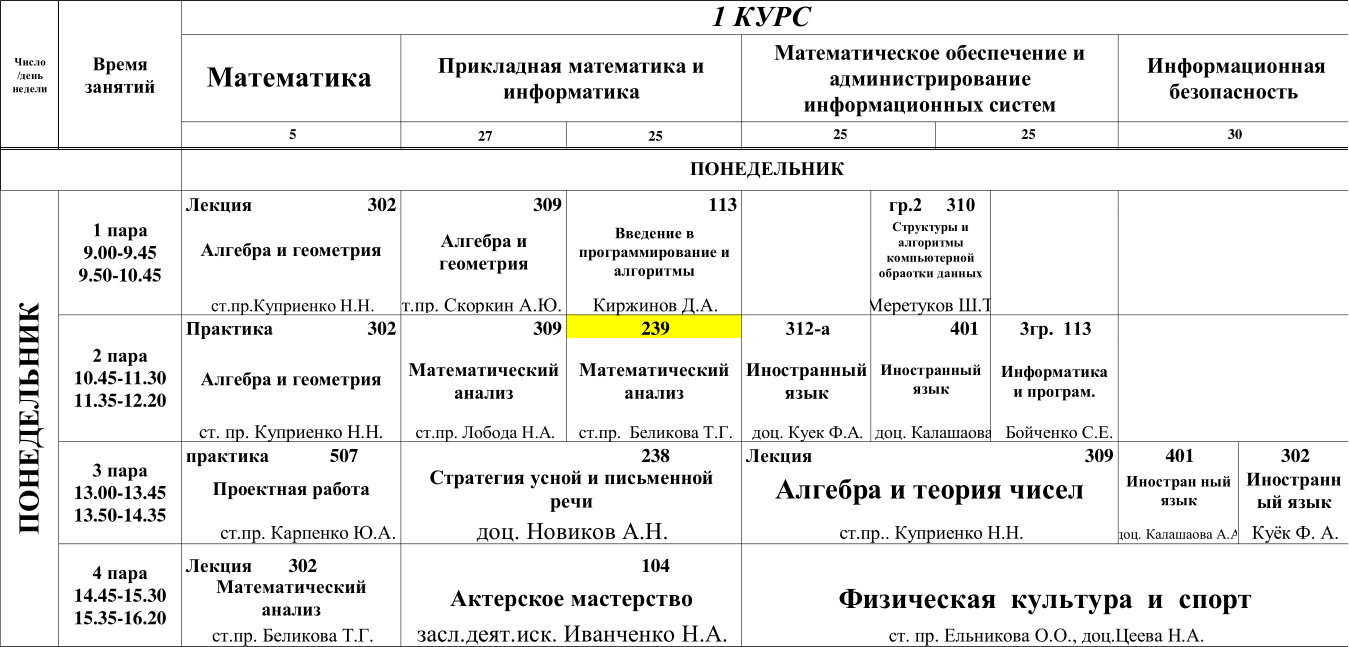 1 КУРС
Число
/день
недели
Время
занятий
Математика
Прикладная математика и
информатика
Математическое обеспечение и
администрирование
информационных систем
Информационная
безопасность
5
27
25
25
25
30
ПОНЕДЕЛЬНИК
ПОНЕДЕЛЬНИК
1 пара
9.00-9.45
9.50-10.45
Лекция 302
Алгебра и геометрия
ст.пр.Куприенко Н.Н.
309
Алгебра и
геометрия
т.пр. Скоркин А.Ю.
113
Введение в
программирование и
алгоритмы
Киржинов Д.А.
гр.2 310
Структуры и
алгоритмы
компьютерной
обраотки данных
Меретуков Ш.Т
2 пара
10.45-11.30
11.35-12.20
Практика 302
Алгебра и геометрия
ст. пр. Куприенко Н.Н.
309
Математический
анализ
ст.пр. Лобода Н.А.
239
Математический
анализ
ст.пр. Беликова Т.Г.
312-а
Иностранный
язык
доц. Куек Ф.А.
401
Иностранный
язык
доц. Калашаова
3гр. 113
Информатика
и програм.
Бойченко С.Е.
3 пара
13.00-13.45
13.50-14.35
практика 507
Проектная работа
ст.пр. Карпенко Ю.А.
238
Стратегия усной и письменной
речи
доц. Новиков А.Н.
Лекция 309
Алгебра и теория чисел
ст.пр.. Куприенко Н.Н.
401
Иностран ный
язык
доц. Калашаова А.А
302
Иностранн
ый язык
Куёк Ф. А.
4 пара
14.45-15.30
15.35-16.20
Лекция 302
Математический
анализ
ст.пр. Беликова Т.Г.
104
Актерское мастерство
засл.деят.иск. Иванченко Н.А.
Физическая культура и спорт
ст. пр. Ельникова О.О., доц.Цеева Н.А.